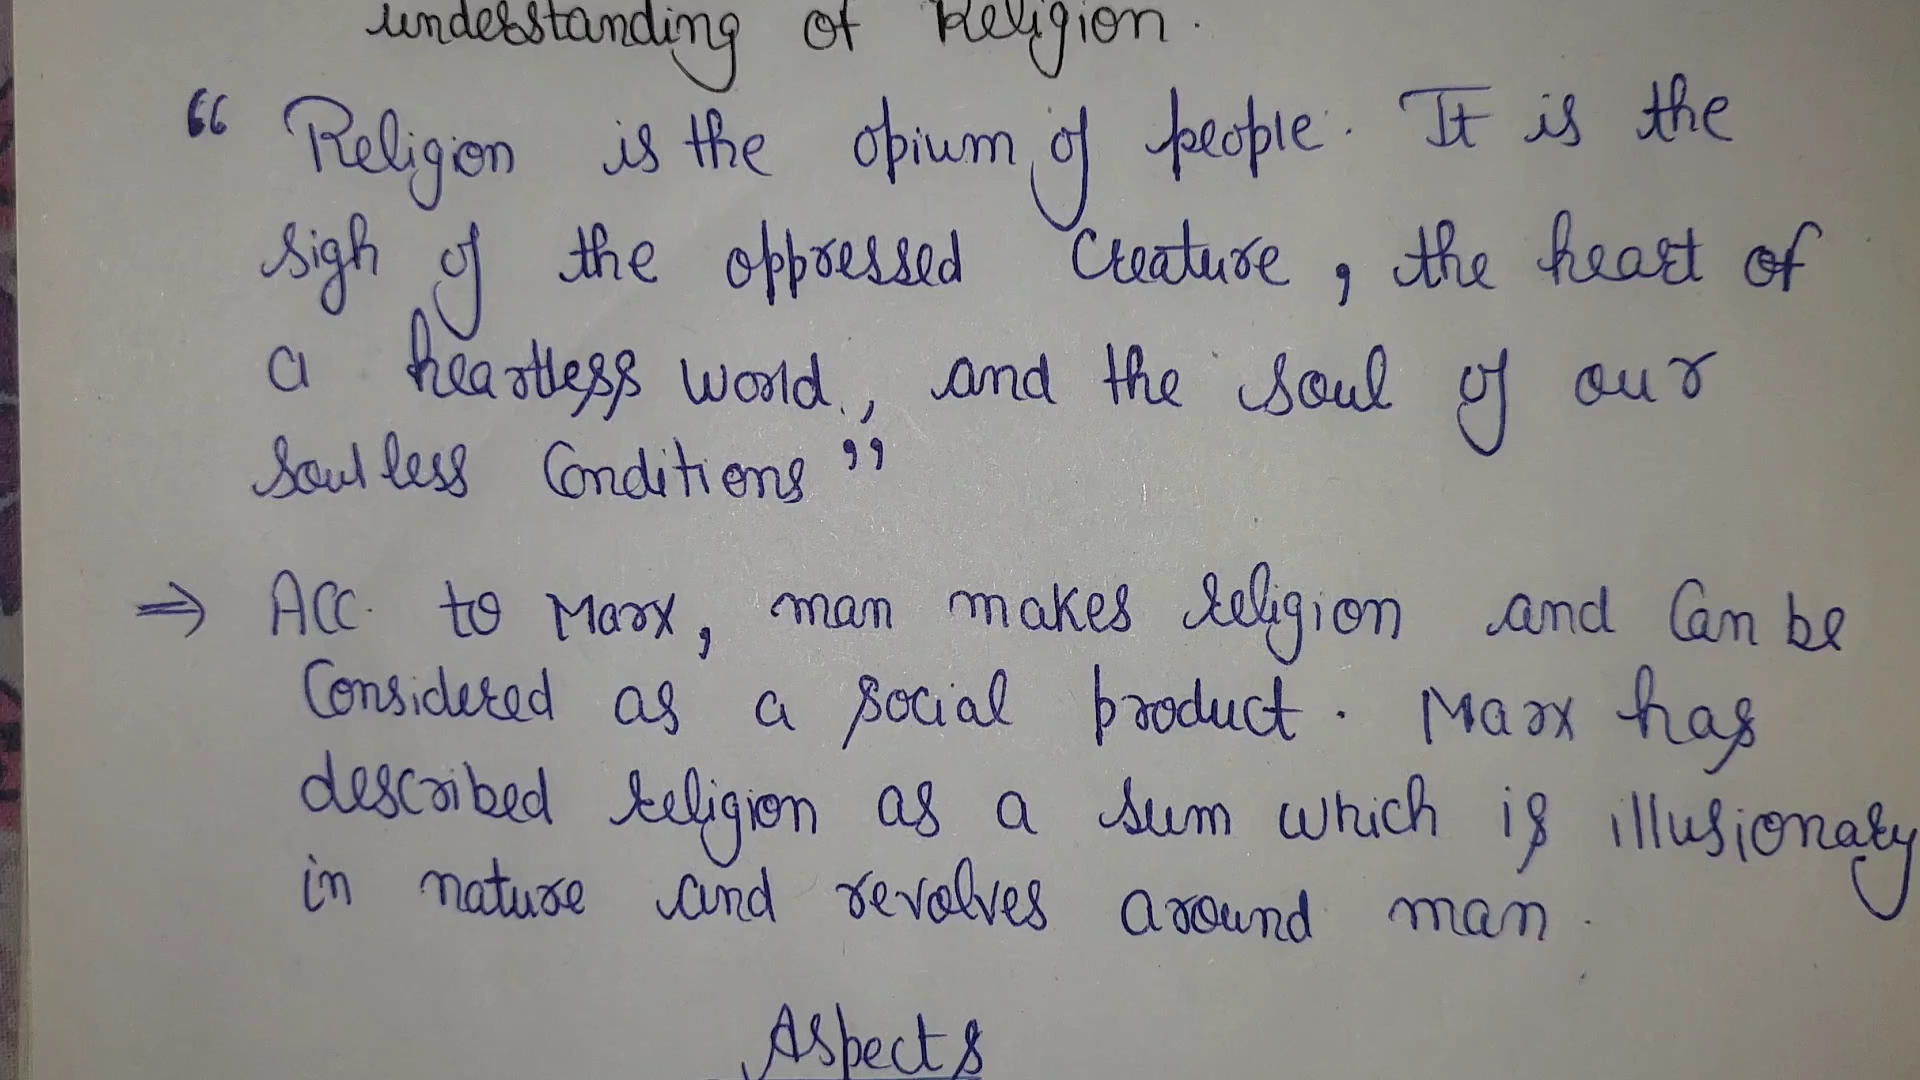 understanding of Religion.
“ Religion is the opium of people. It is the
sigh of the oppressed Creature, the heart of
a heartless world., and the soul of our
soulless Conditions ”
⇒ Acc. to Marx, man makes religion and Can be
Considered as a social product. Marx has
described religion as a sum which is illusionary
in nature and revolves around man.
Aspects